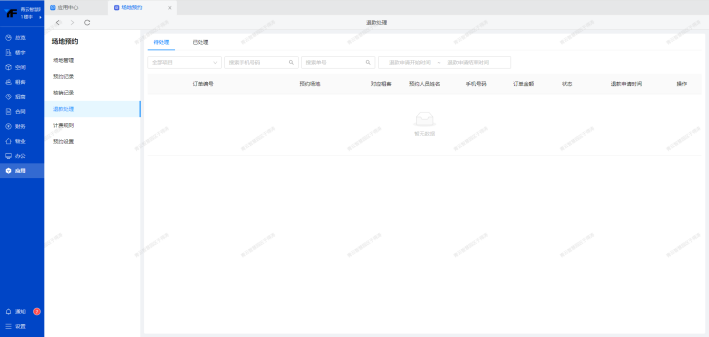 应用中心
场地预约
退款处理
总览
楼宇
空间
租客
招商
合同
财务
物业
办公
应用
通知
设置
场地预约
场地管理
预约记录
核销记录
退款处理
计费规则
预约设置
待处理
已处理
全部项目
搜索手机号码
搜索单号
退款申请开始时间 ~ 退款申请结束时间
订单编号 预约场地 对应租客 预约人员姓名 手机号码 订单金额 状态 退款申请时间 操作
暂无数据